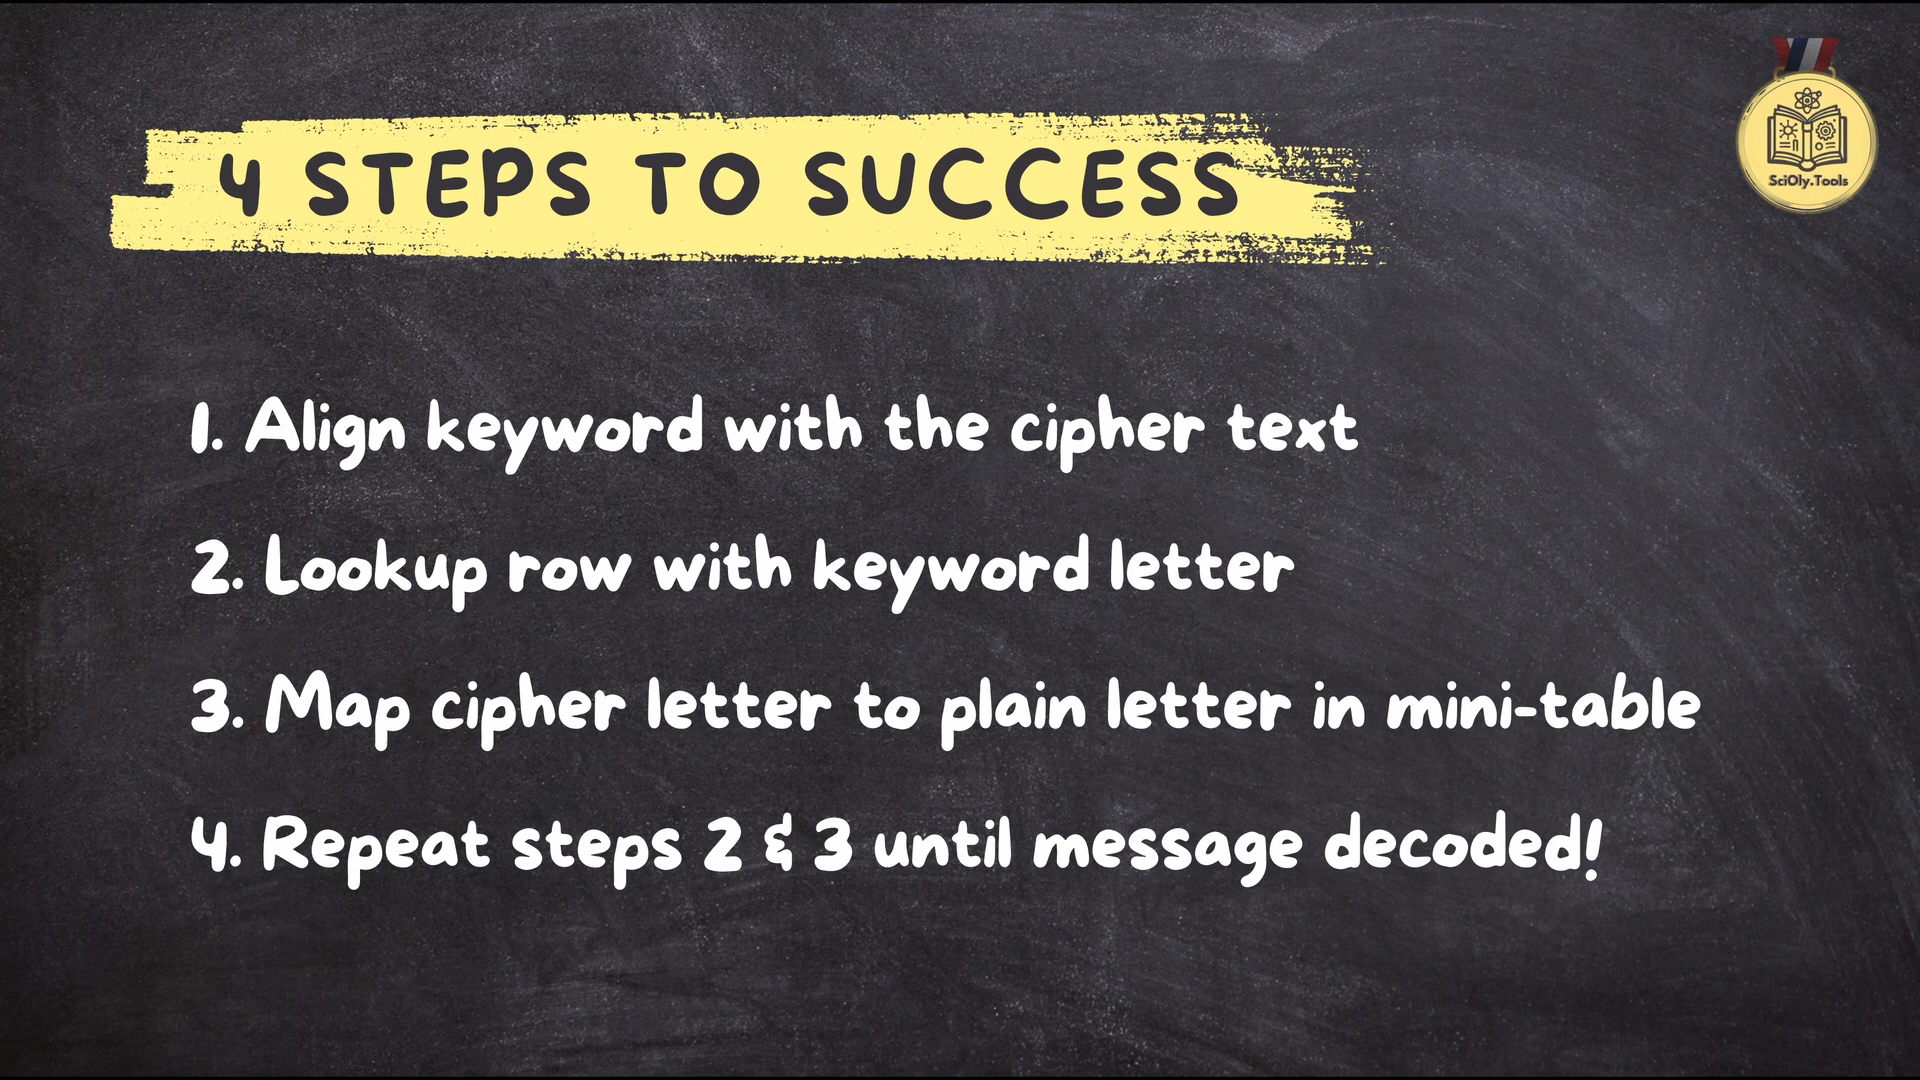 SciOly.Tools
4 STEPS TO SUCCESS
1. Align keyword with the cipher text
2. Lookup row with keyword letter
3. Map cipher letter to plain letter in mini-table
4. Repeat steps 2 & 3 until message decoded!